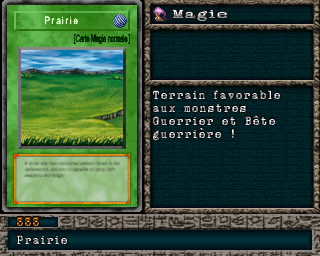 Prairie
[Carte Magie normale]
Magie
Terrain favorable
aux monstres
Guerrier et Bête
guerrière !
333
Prairie